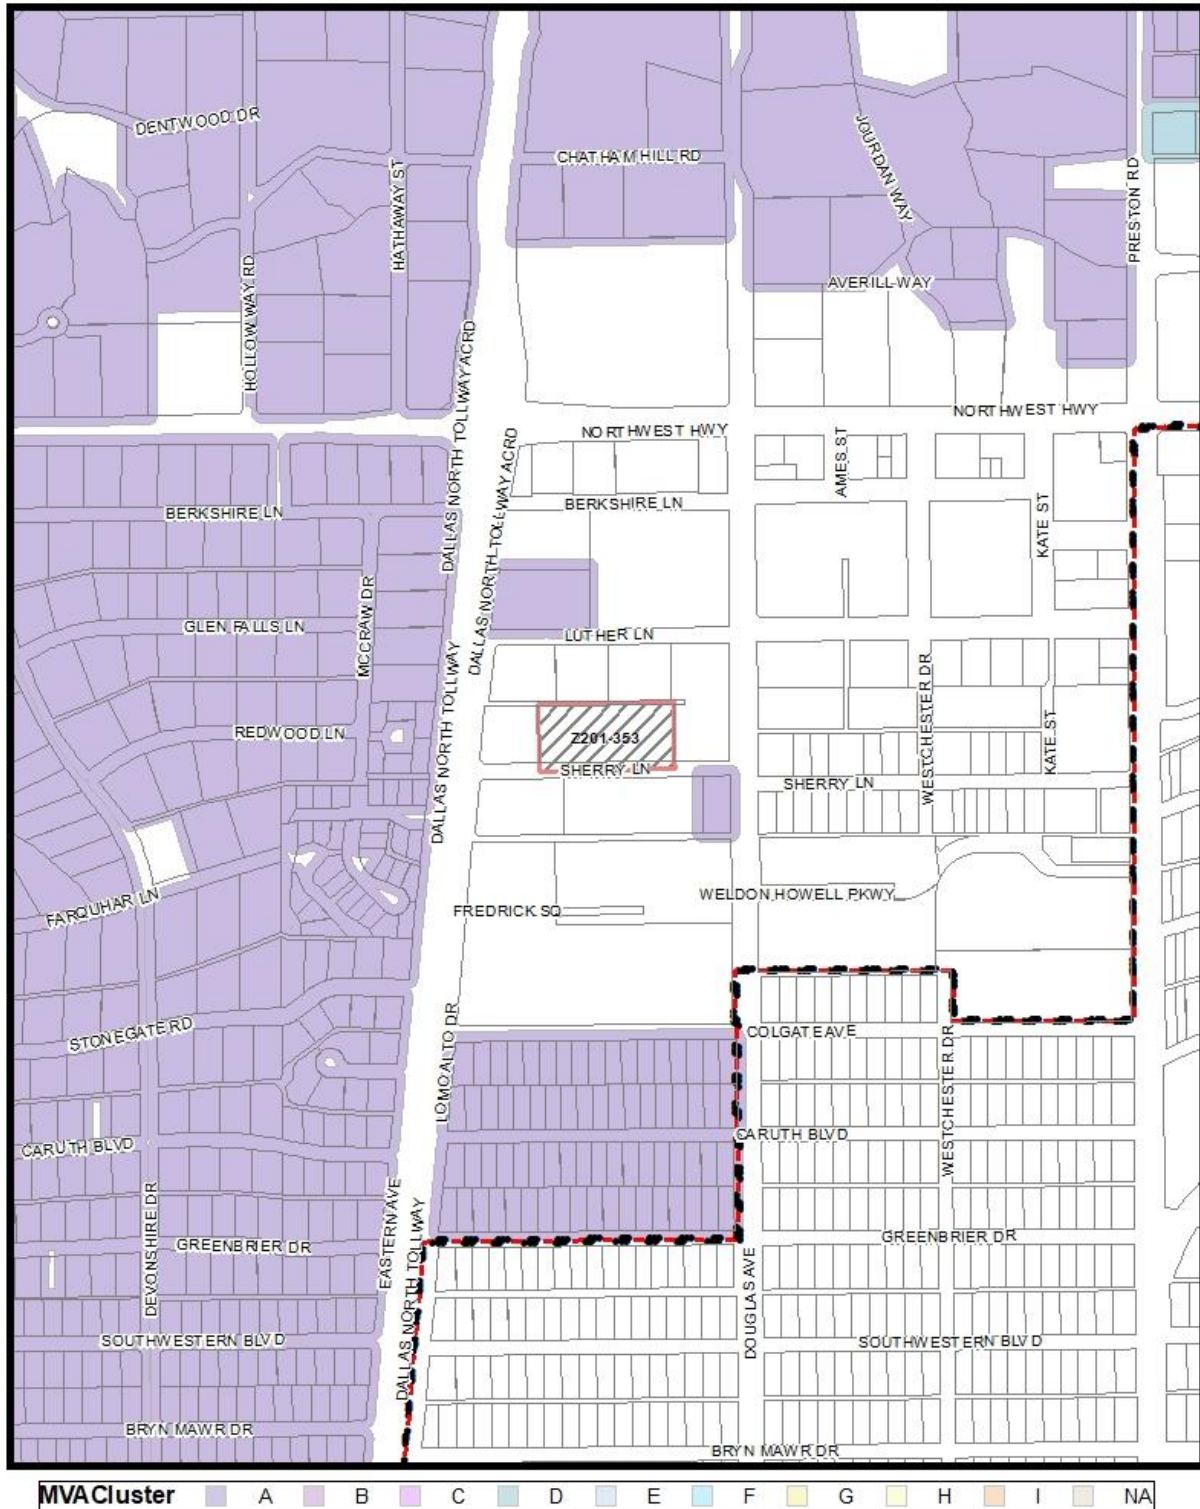 DENTWOOD DR
CHATHAM HILL RD
JOURDAN WAY
HATHAWAY ST
PRESTON RD
HOLLOW WAY RD
AVERILL WAY
DALLAS NORTH TOLLWAY ACRD
NORTHWEST HWY
NORTHWEST HWY
DALLAS NORTH TOLLWAY ACRD
AMES ST
BERKSHIRE LN
BERKSHIRE LN
KATE ST
MCCRAW DR
GLEN FALLS LN
LUTHER LN
DALLAS NORTH TOLLWAY
WESTCHESTER DR
KATE ST
REDWOOD LN
Z201-353
SHERRY LN
SHERRY LN
FARQUHAR LN
WELDON HOWELL PKWY
FREDRICK SQ
LOMO ALTO DR
STONEGATE RD
COLGATE AVE
WESTCHESTER DR
CARUTH BLVD
CARUTH BLVD
DEVONSHIRE DR
EASTERN AVE
DALLAS NORTH TOLLWAY
GREENBRIER DR
GREENBRIER DR
DOUGLAS AVE
SOUTHWESTERN BLVD
SOUTHWESTERN BLVD
BRYN MAWR DR
BRYN MAWR DR
MVACluster A B C D E F G H I NA